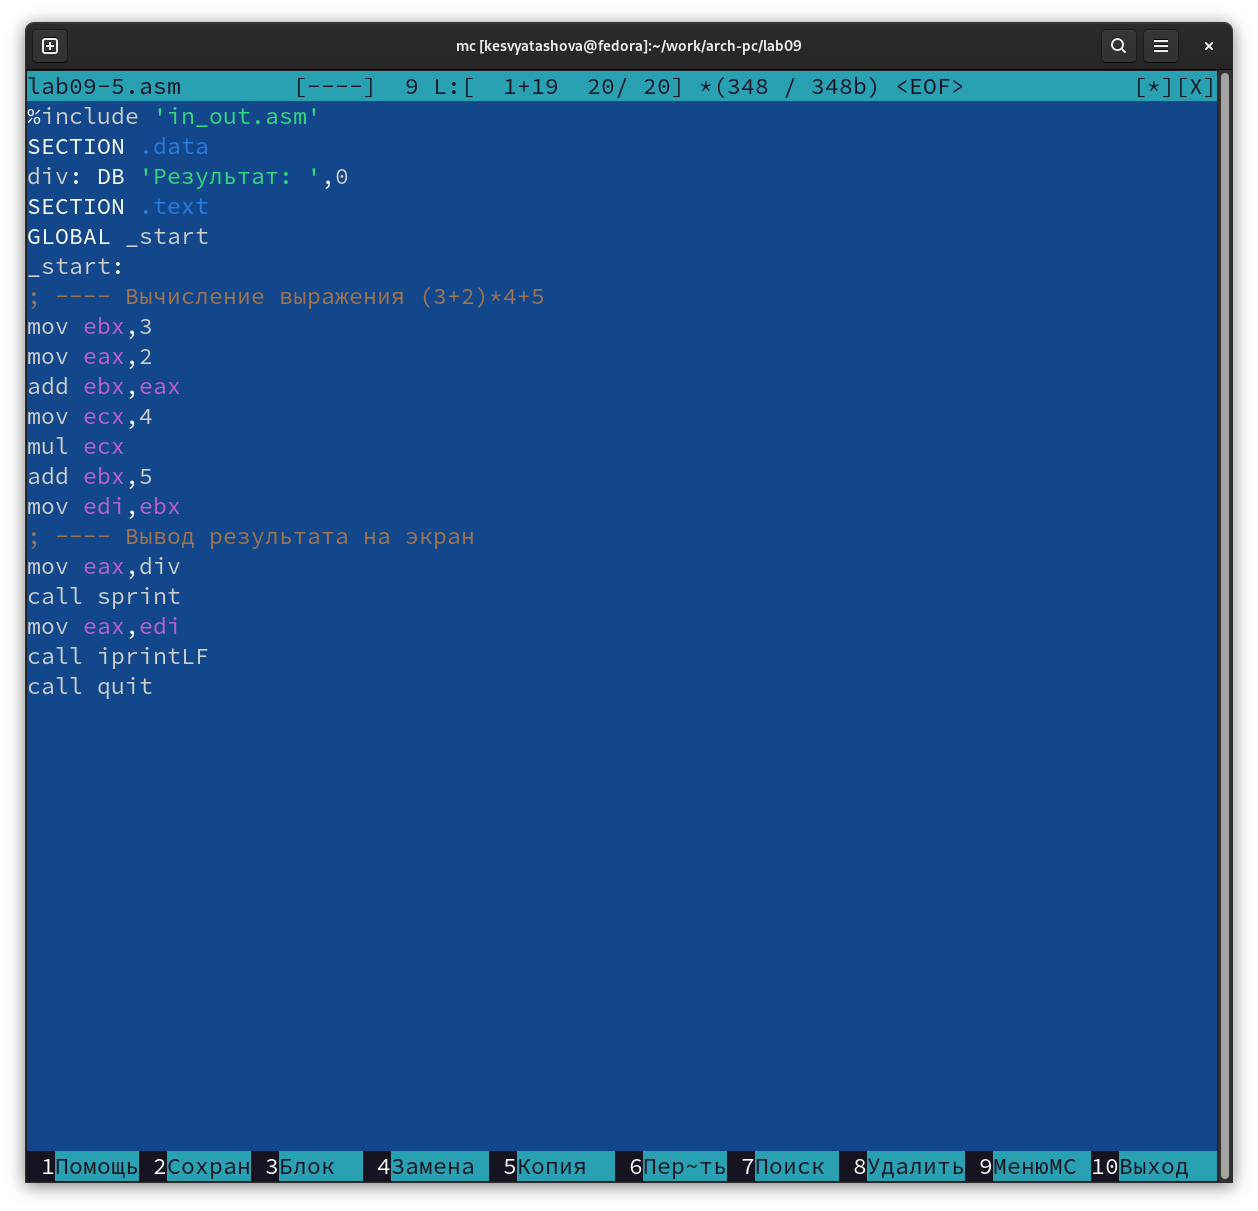 mc [kesvyatashova@fedora]:~/work/arch-pc/lab09
lab09-5.asm        [----]  9 L:[  1+19  20/ 20] *(348 / 348b) <EOF>            [*][X]
%include 'in_out.asm'
SECTION .data
div: DB 'Результат: ',0
SECTION .text
GLOBAL _start
_start:
; ---- Вычисление выражения (3+2)*4+5
mov ebx,3
mov eax,2
add ebx,eax
mov ecx,4
mul ecx
add ebx,5
mov edi,ebx
; ---- Вывод результата на экран
mov eax,div
call sprint
mov eax,edi
call iprintLF
call quit
1Помощь 2Сохран 3Блок 4Замена 5Копия 6Пер~ть 7Поиск 8Удалить 9МенюMC 10Выход